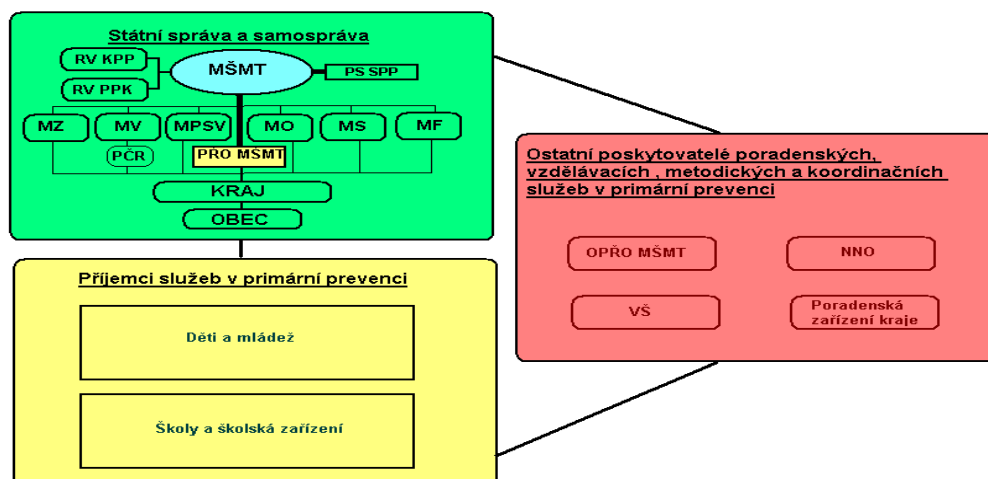 Státní správa a samospráva
RV KPP
MŠMT
PS SPP
RV PPK
MZ
MV
MPSV
MO
MS
MF
PČR
PŘO MŠMT
KRAJ
OBEC
Ostatní poskytovatelé poradenských,
vzdělávacích , metodických a koordinačních
služeb v primární prevenci
OPŘO MŠMT
NNO
VŠ
Poradenská
zařízení kraje
Příjemci služeb v primární prevenci
Děti a mládež
Školy a školská zařízení